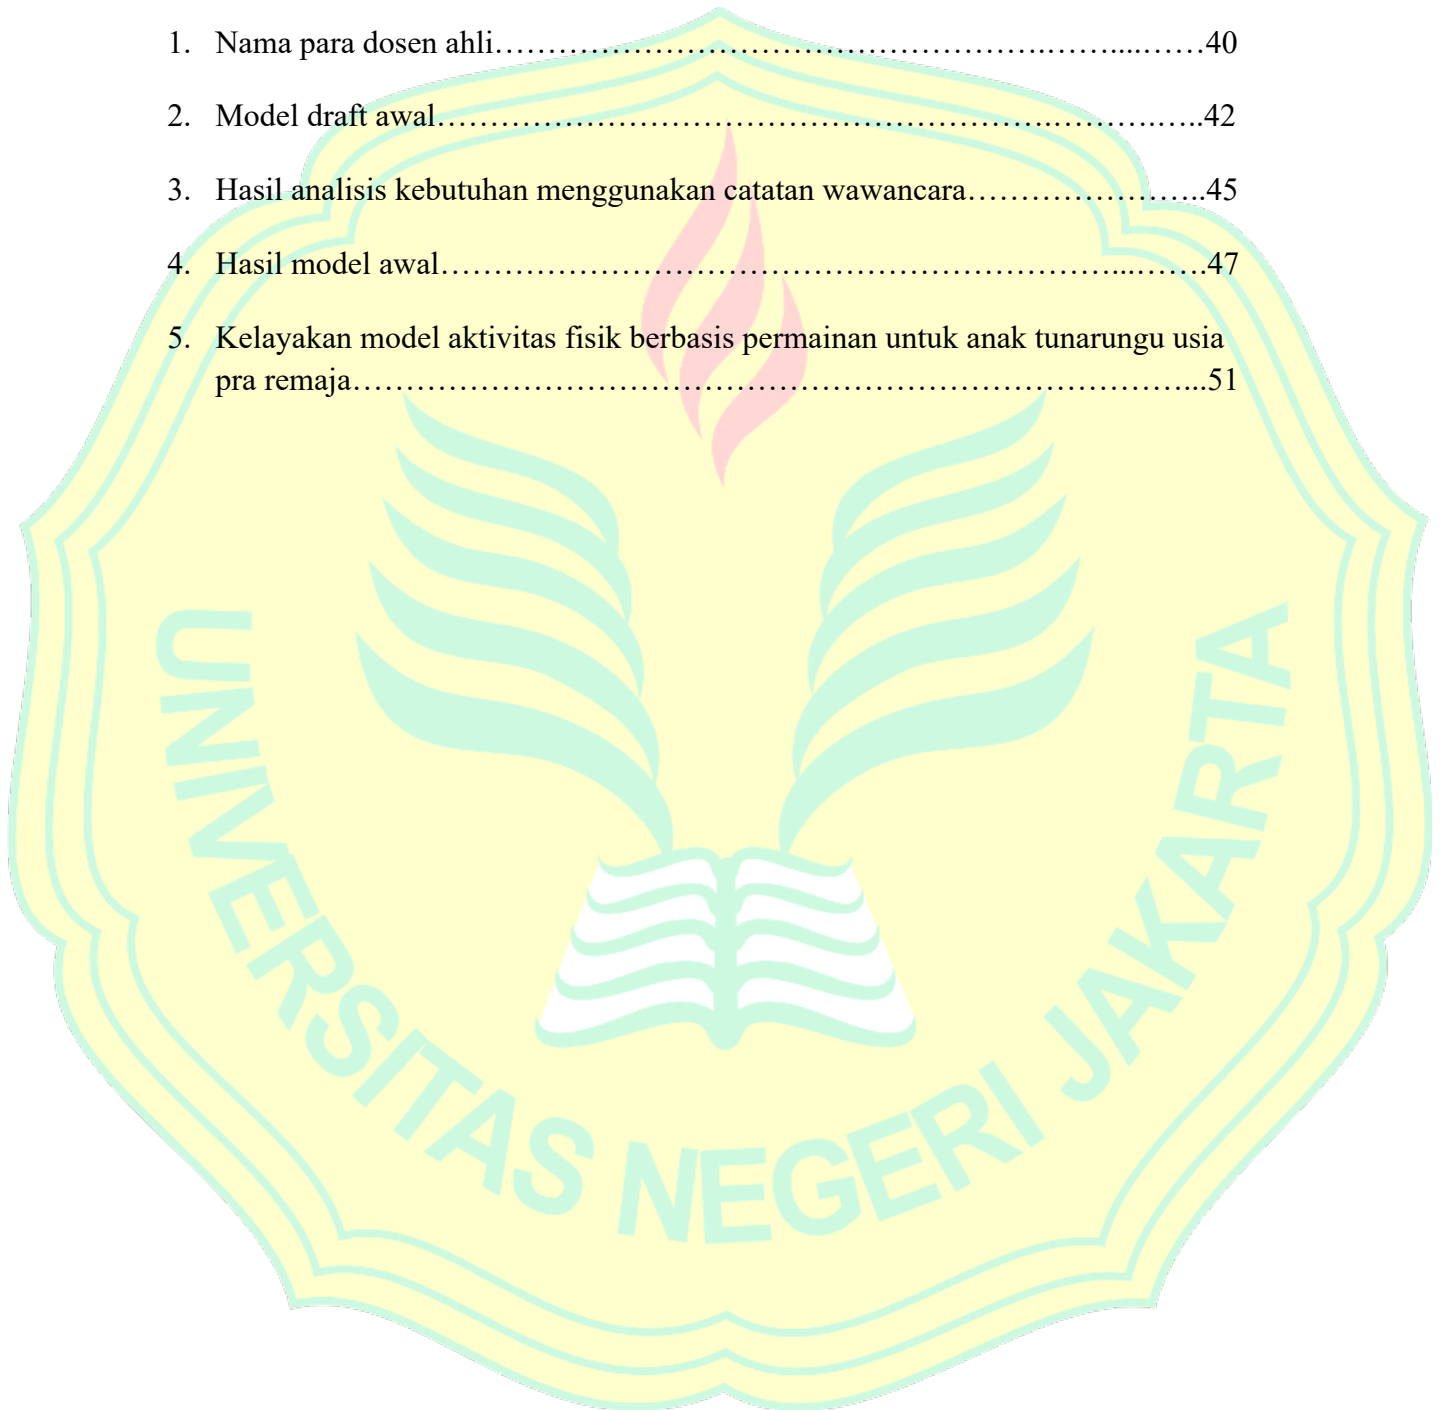 1. Nama para dosen ahli……………………………………………….……....……40
2. Model draft awal…………………………………………………….……….…..42
3. Hasil analisis kebutuhan menggunakan catatan wawancara…………………..45
4. Hasil model awal…………………………………………………………...…….47
5. Kelayakan model aktivitas fisik berbasis permainan untuk anak tunarungu usia
pra remaja………………………………………………………………………...51
UNIVERSITAS NEGERI JAKARTA